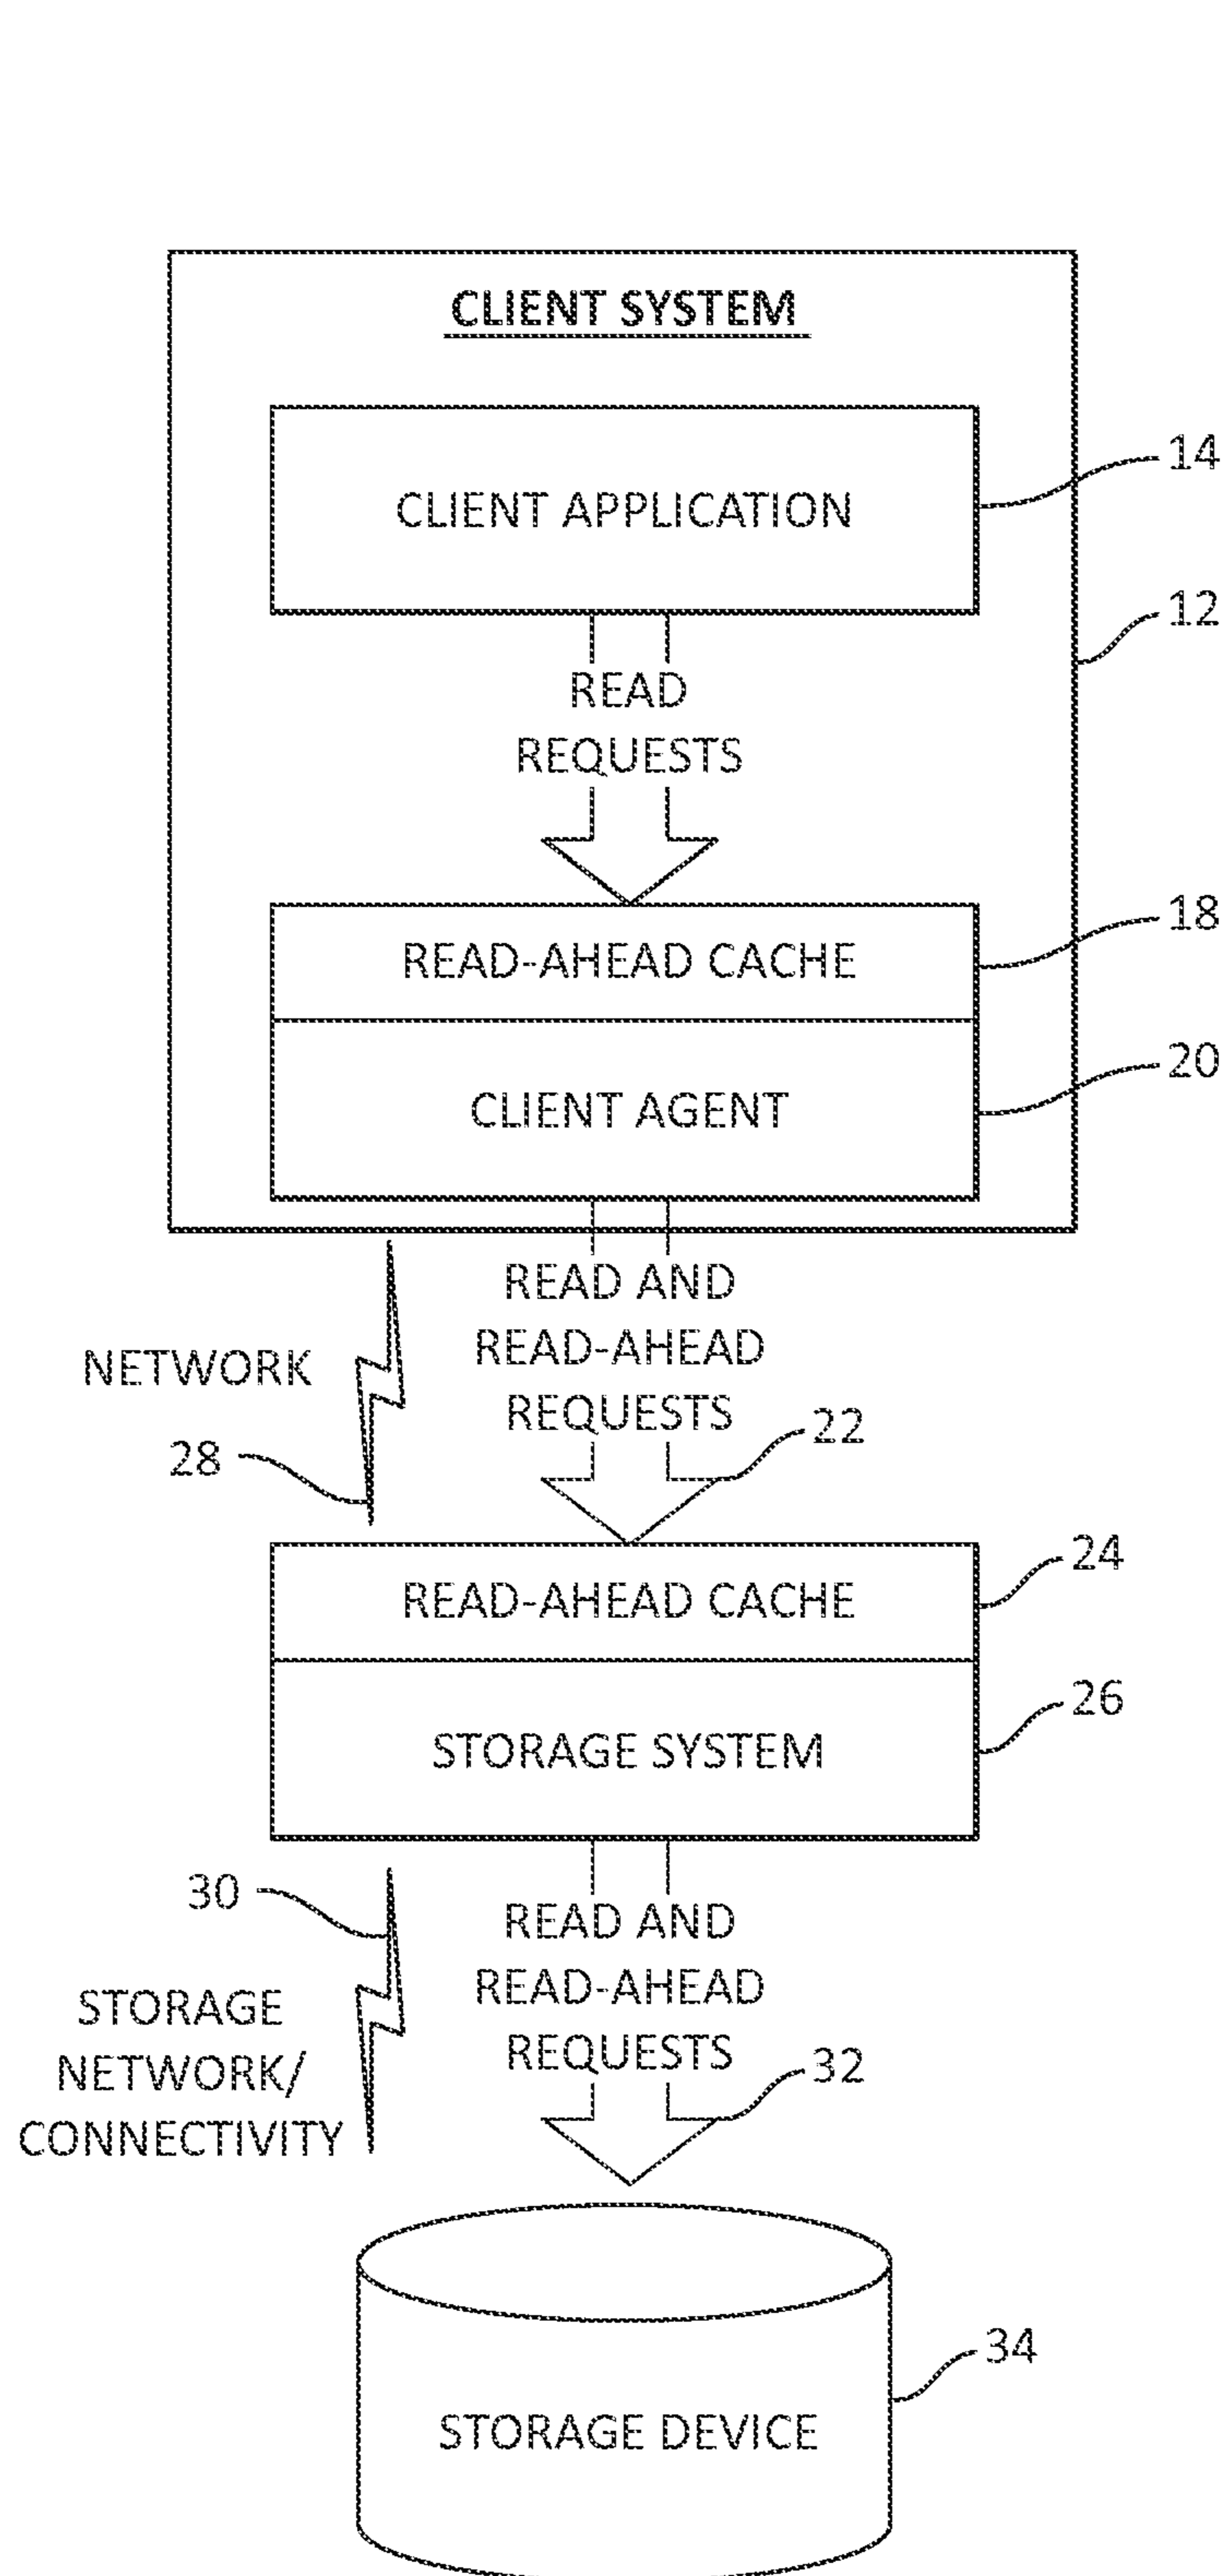 CLIENT SYSTEM
CLIENT APPLICATION
14
12
READ
REQUESTS
READ-AHEAD CACHE
18
CLIENT AGENT
20
READ AND
READ-AHEAD
REQUESTS
NETWORK
22
28
READ-AHEAD CACHE
24
STORAGE SYSTEM
26
30
READ AND
READ-AHEAD
REQUESTS
STORAGE
NETWORK/
CONNECTIVITY
32
STORAGE DEVICE
34